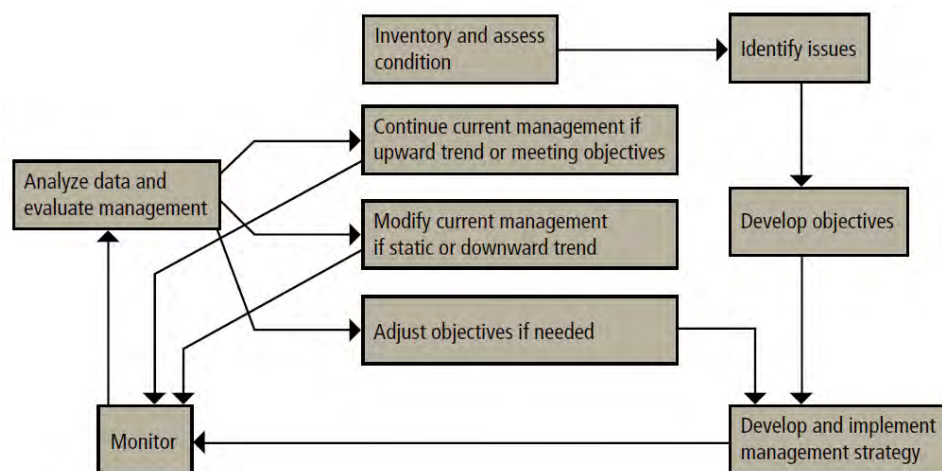 Inventory and assess
condition
Identify issues
Continue current management if
upward trend or meeting objectives
Analyze data and
evaluate management
Modify current management
if static or downward trend
Develop objectives
Adjust objectives if needed
Monitor
Develop and implement
management strategy